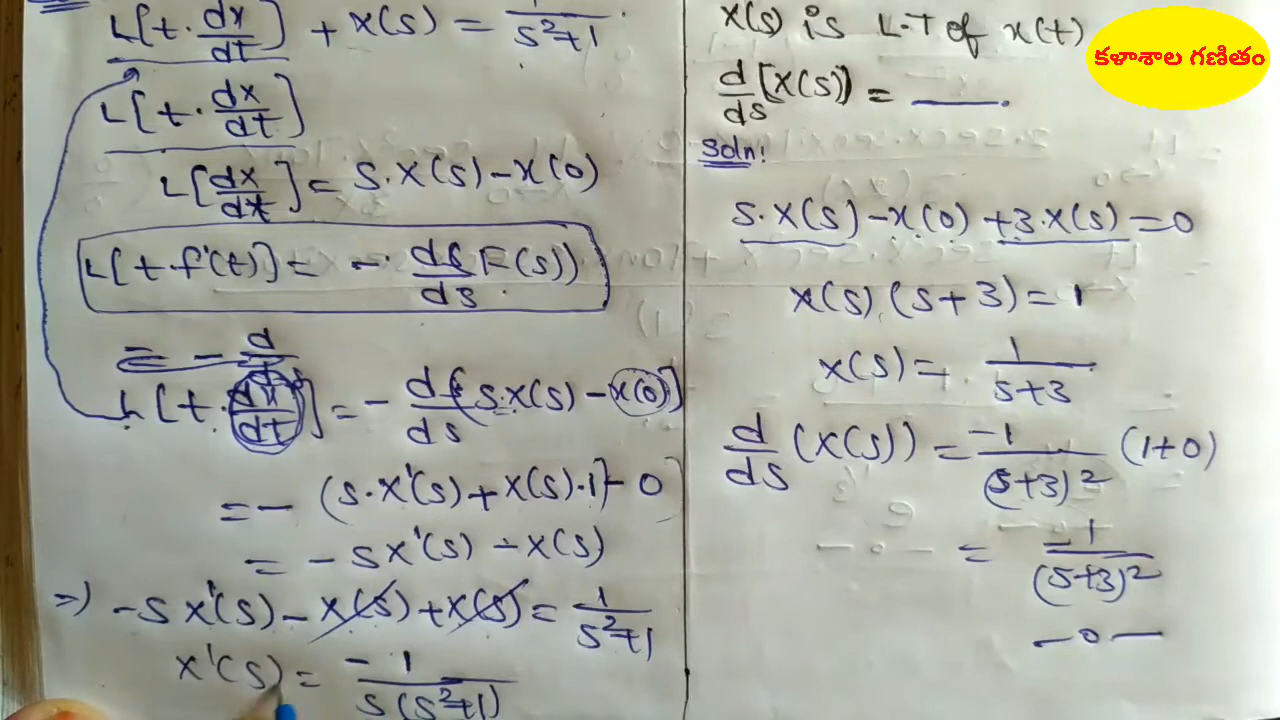 L[t·dx/dt] + x(s) = 1/s²+1
L[t·dx/dt]
L[dx/dt] = s·x(s)-x(0)
L[t·f'(t)] = - d/ds{F(s))
= - d
L[t·dx/dt] = - d/ds{s·x(s)-x(0)]
= - (s·x'(s)+x(s)·1]-0
= - sx'(s) - x(s)
=) -sx'(s) - x(s) + x(s) = 1/s²+1
x'(s) = -1/s(s²+1)
x(s) is L.T of x(t)
d/ds[x(s)] = ____.
Soln:
s·x(s)-x(0)+3·x(s)=0
x(s)(s+3)=1
x(s) = 1/s+3
d/ds(x(s)) = -1/(s+3)² (1+0)
= -1/(s+3)²
—o—
కళాశాల గణితం